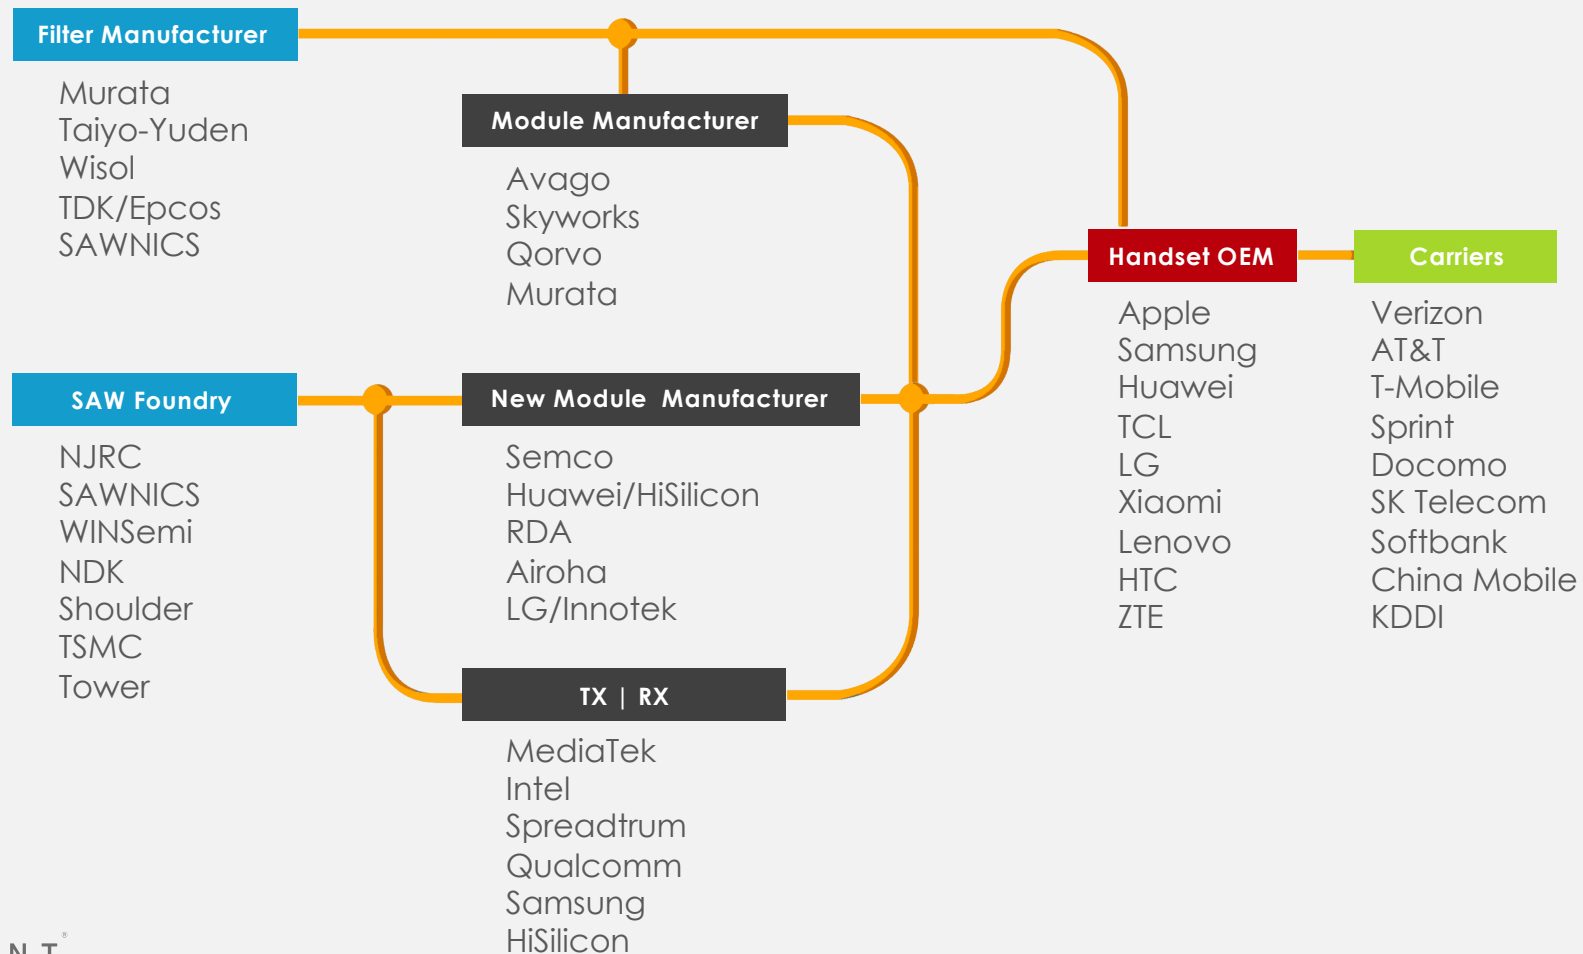 Filter Manufacturer
Murata
Taiyo-Yuden
Wisol
TDK/Epcos
SAWNICS
Module Manufacturer
Avago
Skyworks
Qorvo
Murata
SAW Foundry
NJRC
SAWNICS
WINSemi
NDK
Shoulder
TSMC
Tower
New Module Manufacturer
Semco
Huawei/HiSilicon
RDA
Airoha
LG/Innotek
TX | RX
MediaTek
Intel
Spreadtrum
Qualcomm
Samsung
HiSilicon
Handset OEM
Apple
Samsung
Huawei
TCL
LG
Xiaomi
Lenovo
HTC
ZTE
Carriers
Verizon
AT&T
T-Mobile
Sprint
Docomo
SK Telecom
Softbank
China Mobile
KDDI